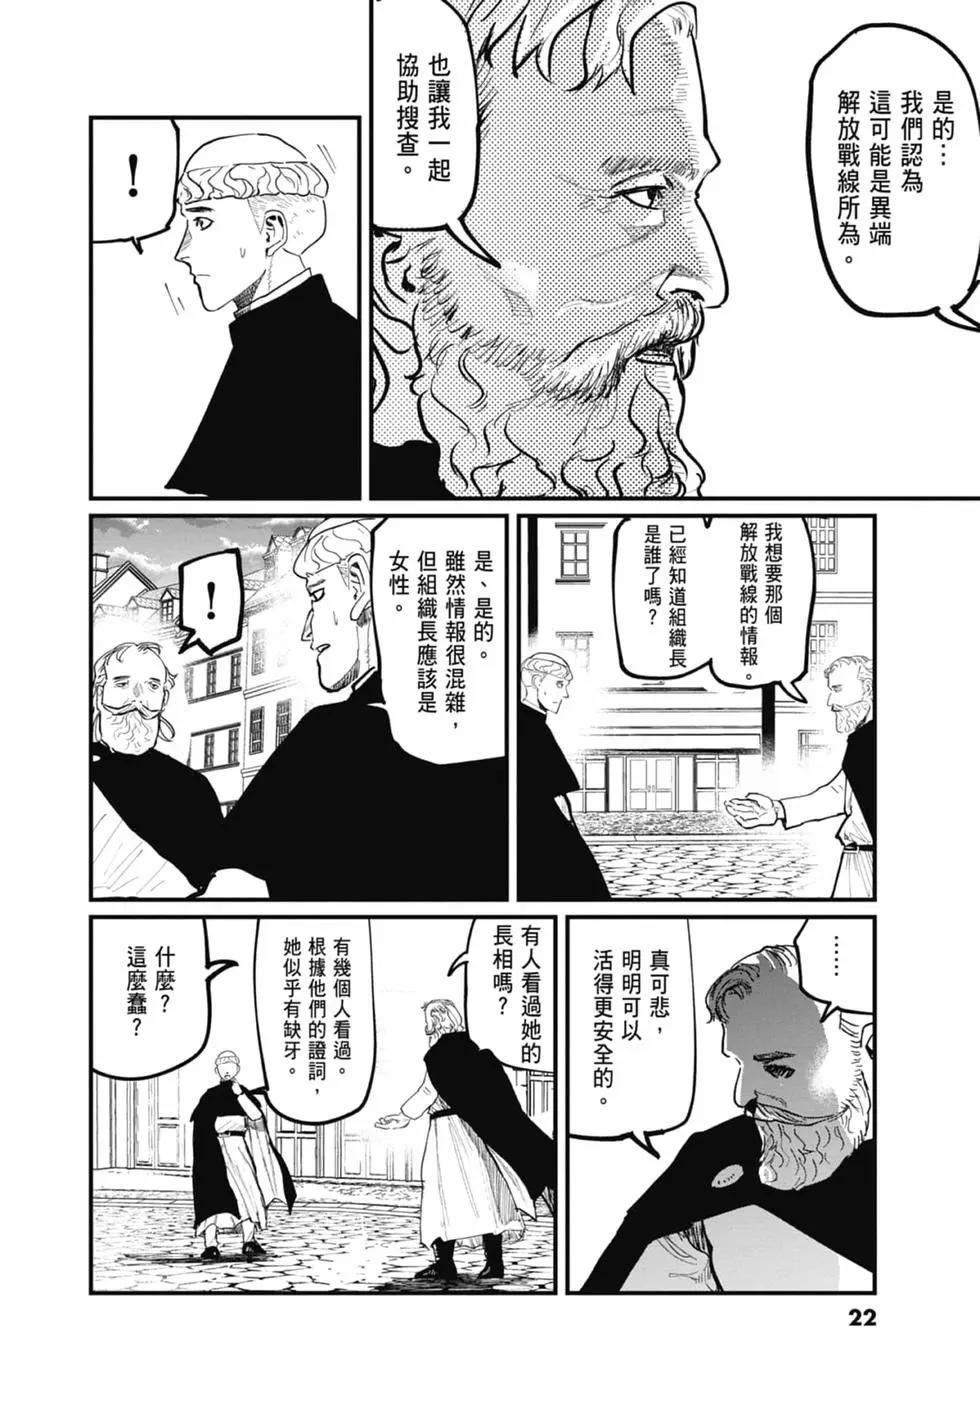 是的…
我們認為
這可能是異端
解放戰線所為。
也讓我一起
協助搜查。
！
我想要那個
解放戰線的情報。
已經知道組織長
是誰了嗎？
是、是的。
雖然情報很混雜，
但組織長應該是
女性。
！
……
真可悲，
明明可以
活得更安全的。
有人看過她的
長相嗎？
有幾個人看過。
根據他們的證詞，
她似乎有缺牙。
什麼？
這麼蠢？
22